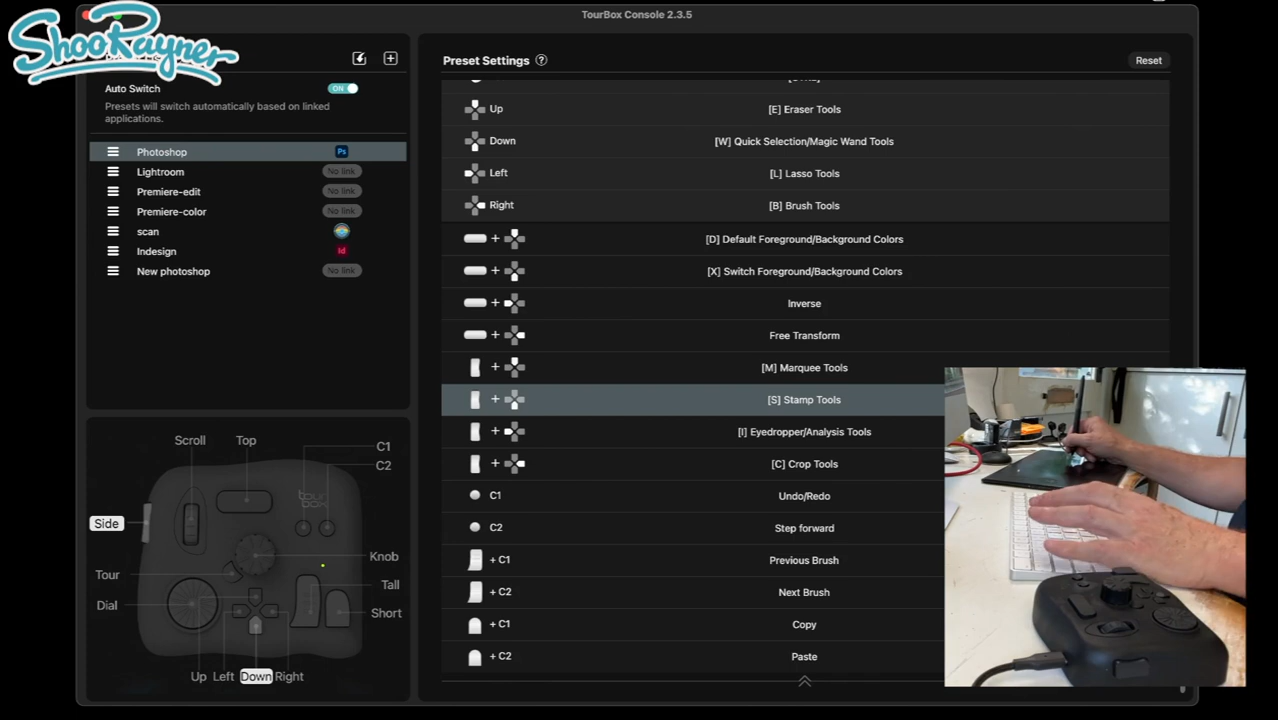 TourBox Console 2.3.5
ShooRayner
Auto Switch
ON
Presets will switch automatically based on linked
applications.
Photoshop Ps
Lightroom No link
Premiere-edit No link
Premiere-color No link
scan
Indesign Id
New photoshop No link
Scroll Top
C1
C2
Side
tour
box
Knob
Tour
Tall
Dial
Short
Up Left Down Right
Preset Settings ?
Reset
Up [E] Eraser Tools
Down [W] Quick Selection/Magic Wand Tools
Left [L] Lasso Tools
Right [B] Brush Tools
+ [D] Default Foreground/Background Colors
+ [X] Switch Foreground/Background Colors
+ Inverse
+ Free Transform
+ [M] Marquee Tools
+ [S] Stamp Tools
+ [I] Eyedropper/Analysis Tools
+ [C] Crop Tools
C1 Undo/Redo
C2 Step forward
+ C1 Previous Brush
+ C2 Next Brush
+ C1 Copy
+ C2 Paste